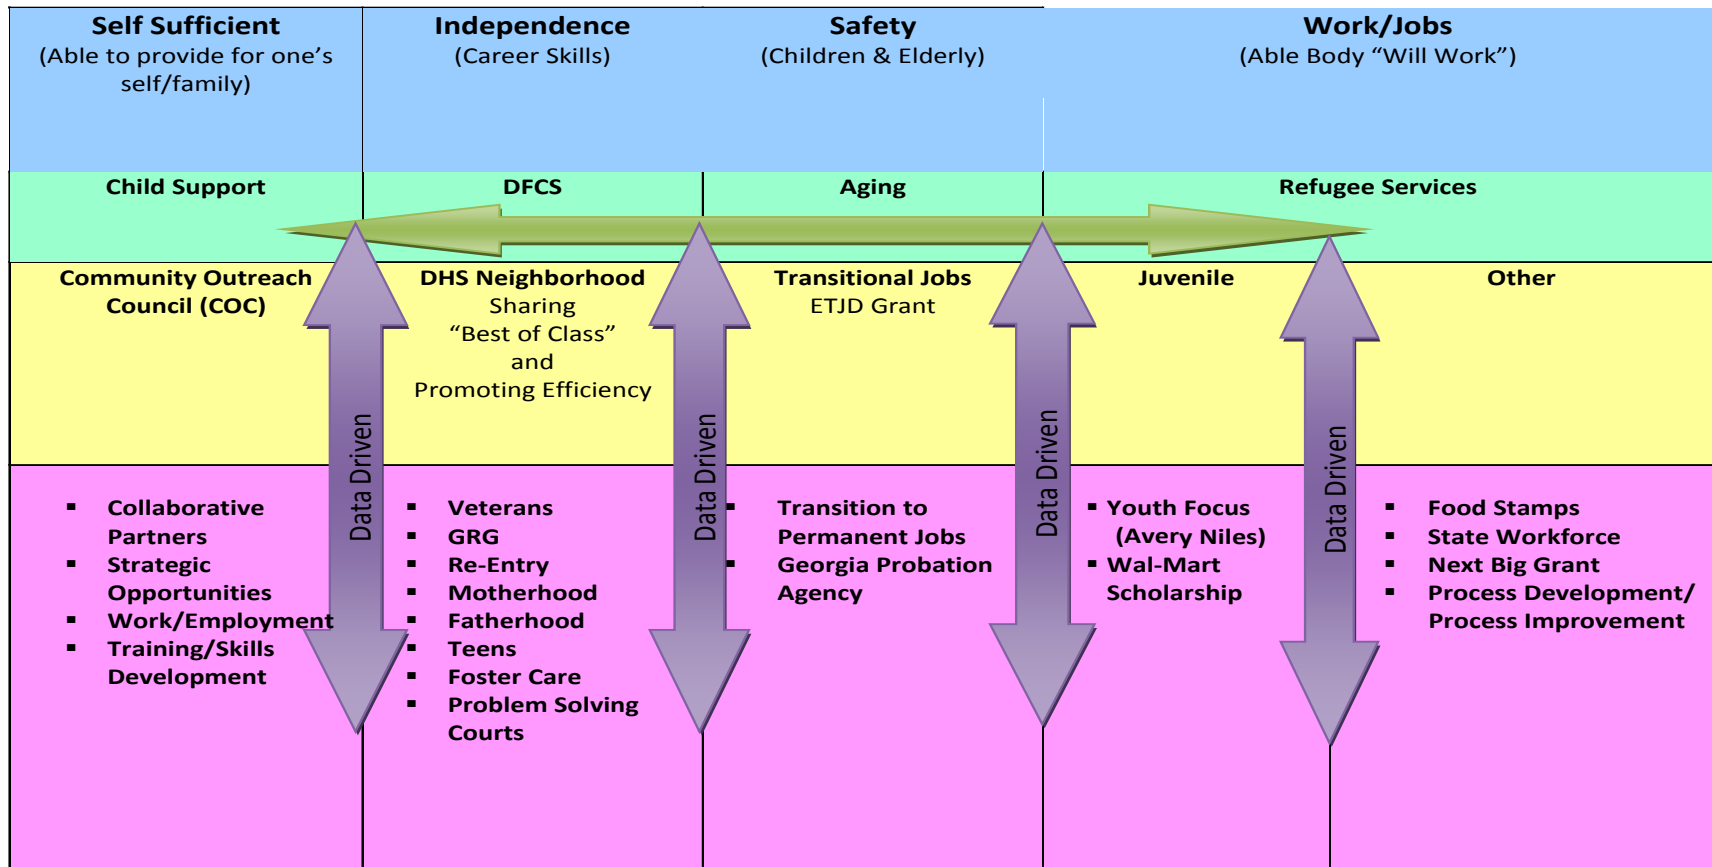 Self Sufficient
(Able to provide for one’s
self/family)
Independence
(Career Skills)
Safety
(Children & Elderly)
Work/Jobs
(Able Body “Will Work”)
Child Support
DFCS
Aging
Refugee Services
Community Outreach
Council (COC)
DHS Neighborhood
Sharing
“Best of Class”
and
Promoting Efficiency
Transitional Jobs
ETJD Grant
Juvenile
Other
Data Driven
Data Driven
Data Driven
Data Driven
▪ Collaborative
Partners
▪ Strategic
Opportunities
▪ Work/Employment
▪ Training/Skills
Development
▪ Veterans
▪ GRG
▪ Re-Entry
▪ Motherhood
▪ Fatherhood
▪ Teens
▪ Foster Care
▪ Problem Solving
Courts
▪ Transition to
Permanent Jobs
▪ Georgia Probation
Agency
▪ Youth Focus
(Avery Niles)
▪ Wal-Mart
Scholarship
▪ Food Stamps
▪ State Workforce
▪ Next Big Grant
▪ Process Development/
Process Improvement